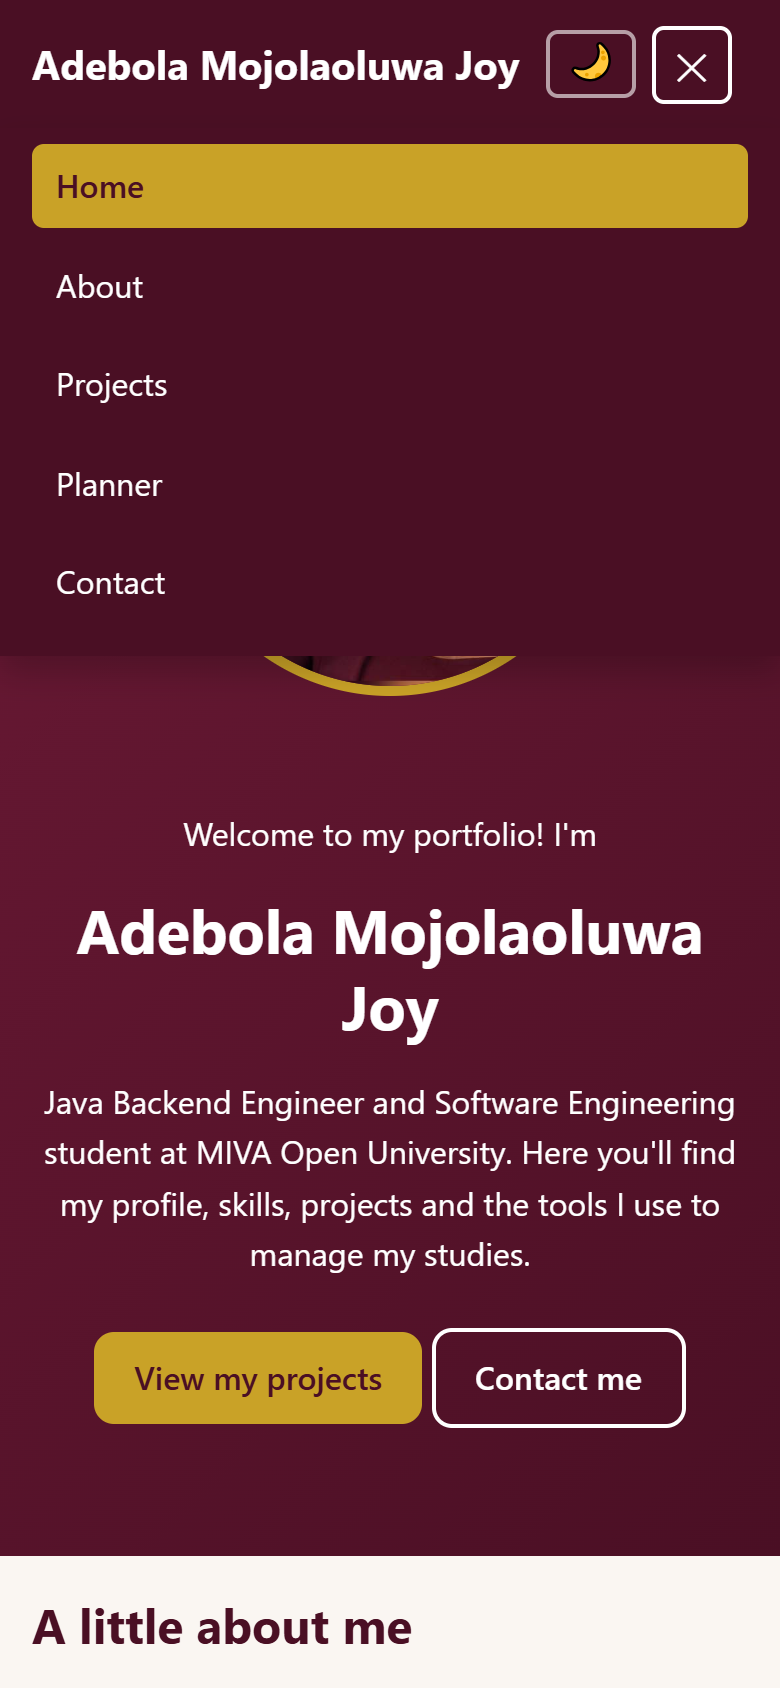 Adebola Mojolaoluwa Joy
Home
About
Projects
Planner
Contact
Welcome to my portfolio! I'm
Adebola Mojolaoluwa
Joy
Java Backend Engineer and Software Engineering
student at MIVA Open University. Here you'll find
my profile, skills, projects and the tools I use to
manage my studies.
View my projects
Contact me
A little about me